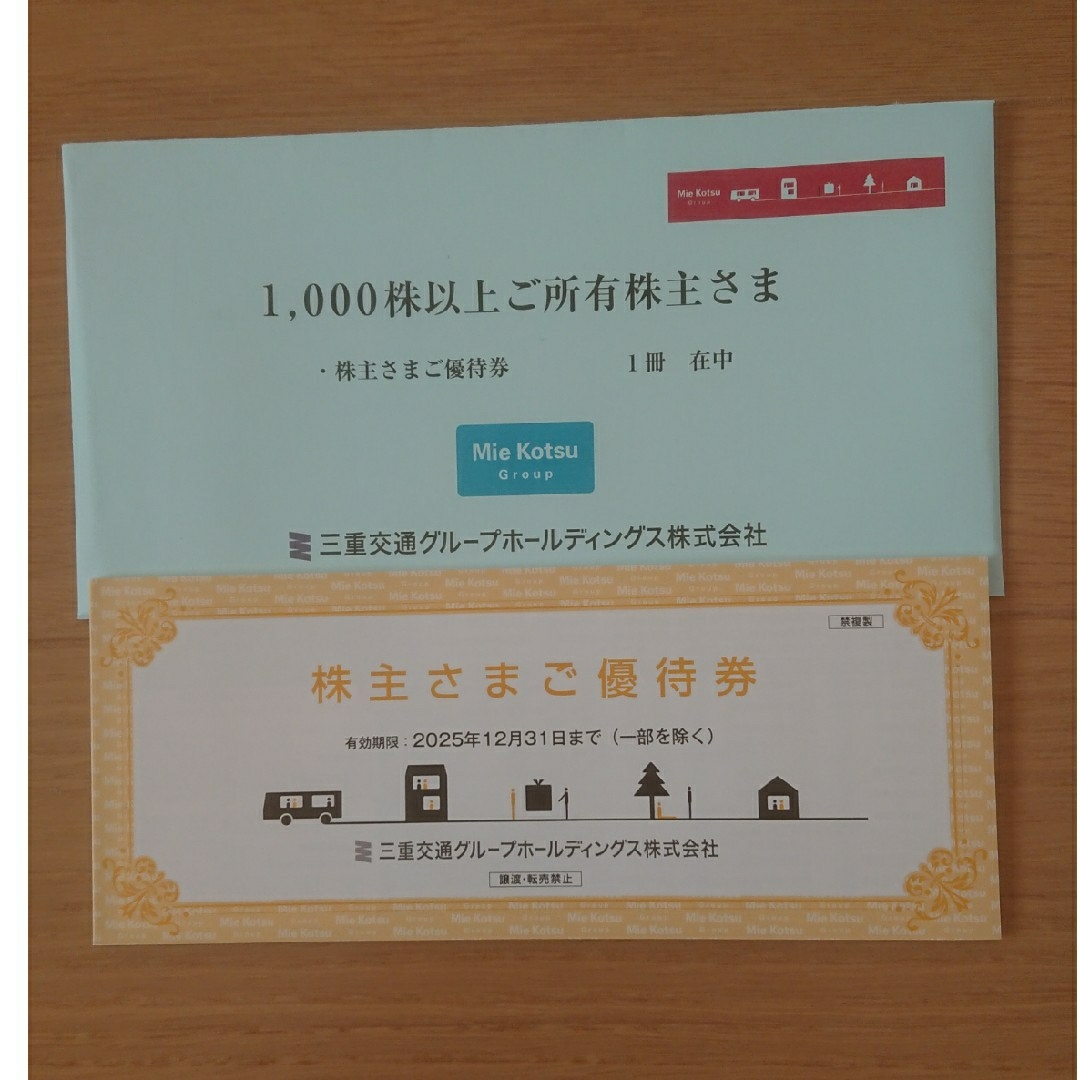 Mie Kotsu
Group
1,000株以上ご所有株主さま
・株主さまご優待券 1冊 在中
Mie Kotsu
Group
三重交通グループホールディングス株式会社
禁複製
株主さまご優待券
有効期限：2025年12月31日まで（一部を除く）
三重交通グループホールディングス株式会社
譲渡・転売禁止